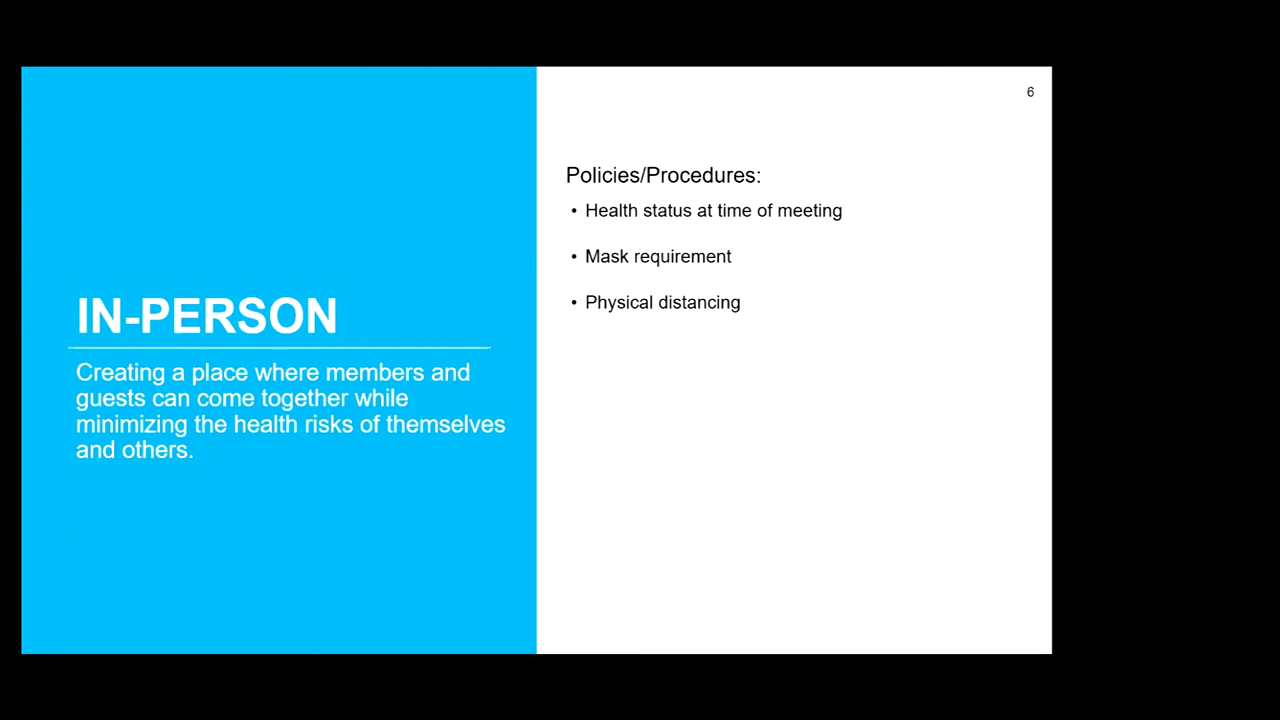 6
IN-PERSON
Creating a place where members and
guests can come together while
minimizing the health risks of themselves
and others.
Policies/Procedures:
• Health status at time of meeting
• Mask requirement
• Physical distancing